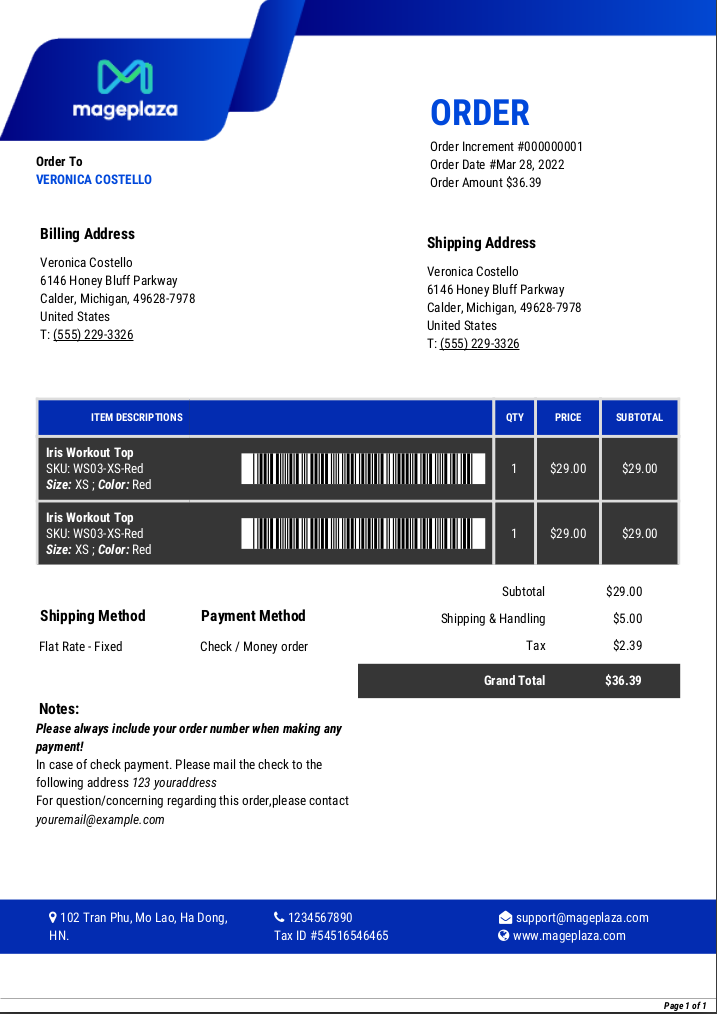 mageplaza
ORDER
Order Increment #000000001
Order Date #Mar 28, 2022
Order Amount $36.39
Order To
VERONICA COSTELLO
Billing Address
Veronica Costello
6146 Honey Bluff Parkway
Calder, Michigan, 49628-7978
United States
T: (555) 229-3326
Shipping Address
Veronica Costello
6146 Honey Bluff Parkway
Calder, Michigan, 49628-7978
United States
T: (555) 229-3326
ITEM DESCRIPTIONS QTY PRICE SUBTOTAL
Iris Workout Top
SKU: WS03-XS-Red
Size: XS ; Color: Red
1 $29.00 $29.00
Iris Workout Top
SKU: WS03-XS-Red
Size: XS ; Color: Red
1 $29.00 $29.00
Subtotal $29.00
Shipping & Handling $5.00
Tax $2.39
Grand Total $36.39
Shipping Method
Flat Rate - Fixed
Payment Method
Check / Money order
Notes:
Please always include your order number when making any
payment!
In case of check payment. Please mail the check to the
following address 123 youraddress
For question/concerning regarding this order,please contact
youremail@example.com
102 Tran Phu, Mo Lao, Ha Dong,
HN.
1234567890
Tax ID #54516546465
support@mageplaza.com
www.mageplaza.com
Page 1 of 1